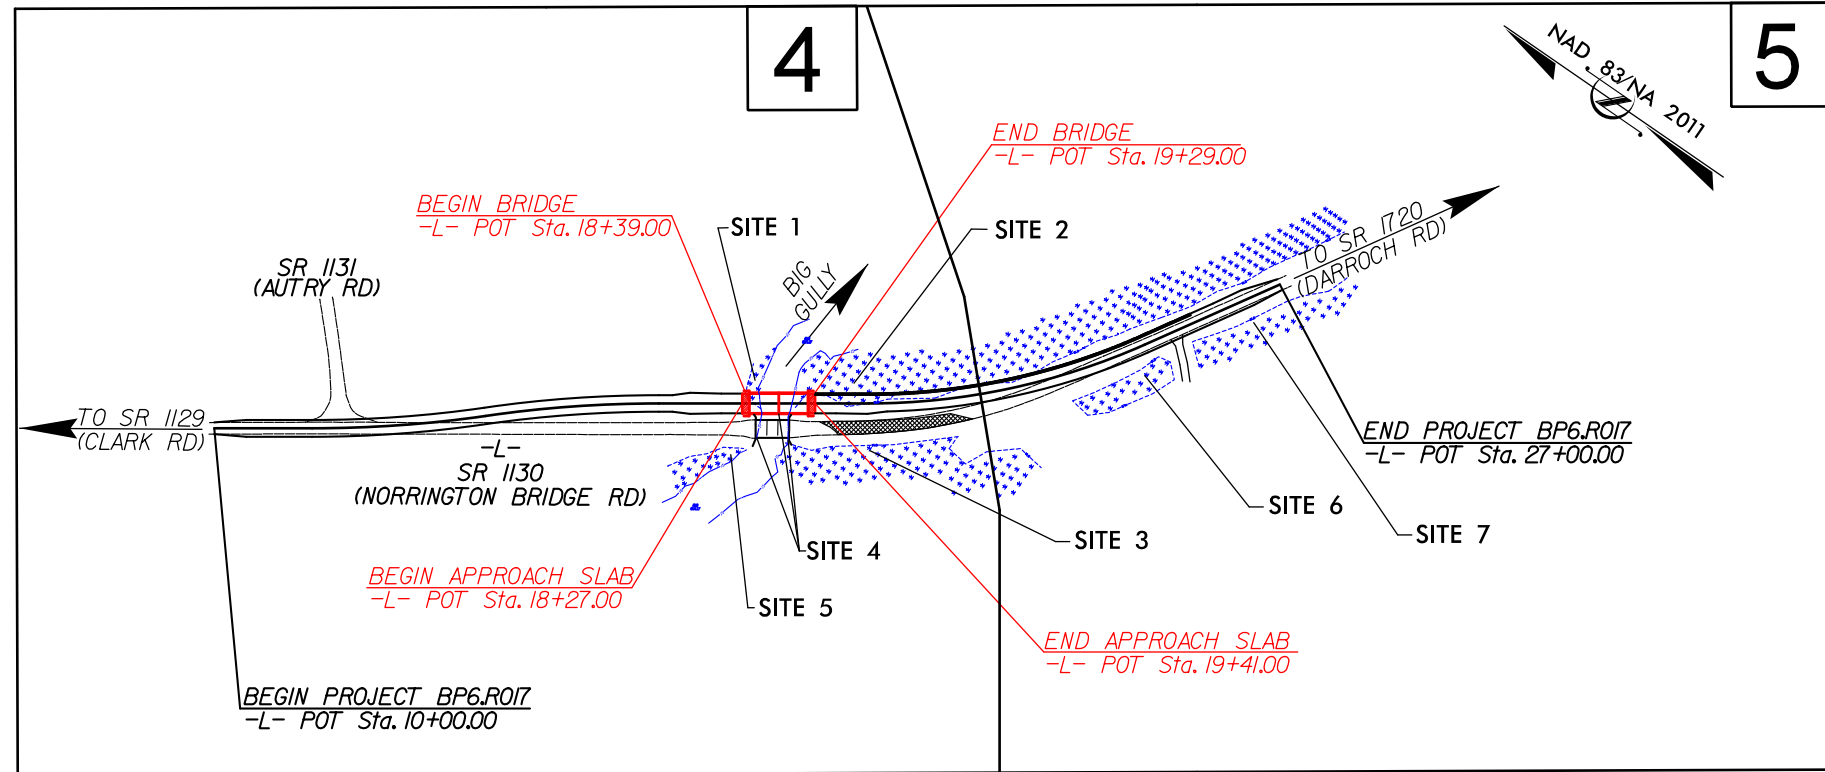 4
5
NAD 83/NA 2011
END BRIDGE
-L- POT Sta. 19+29.00
BEGIN BRIDGE
-L- POT Sta. 18+39.00
SITE 1
SITE 2
BIG
GULLY
SR 1131
(AUTRY RD)
TO SR 1720
(DARROCH RD)
TO SR 1129
(CLARK RD)
-L-
SR 1130
(NORRINGTON BRIDGE RD)
END PROJECT BP6.R017
-L- POT Sta. 27+00.00
SITE 6
SITE 7
SITE 3
SITE 4
BEGIN APPROACH SLAB
-L- POT Sta. 18+27.00
SITE 5
END APPROACH SLAB
-L- POT Sta. 19+41.00
BEGIN PROJECT BP6.R017
-L- POT Sta. 10+00.00